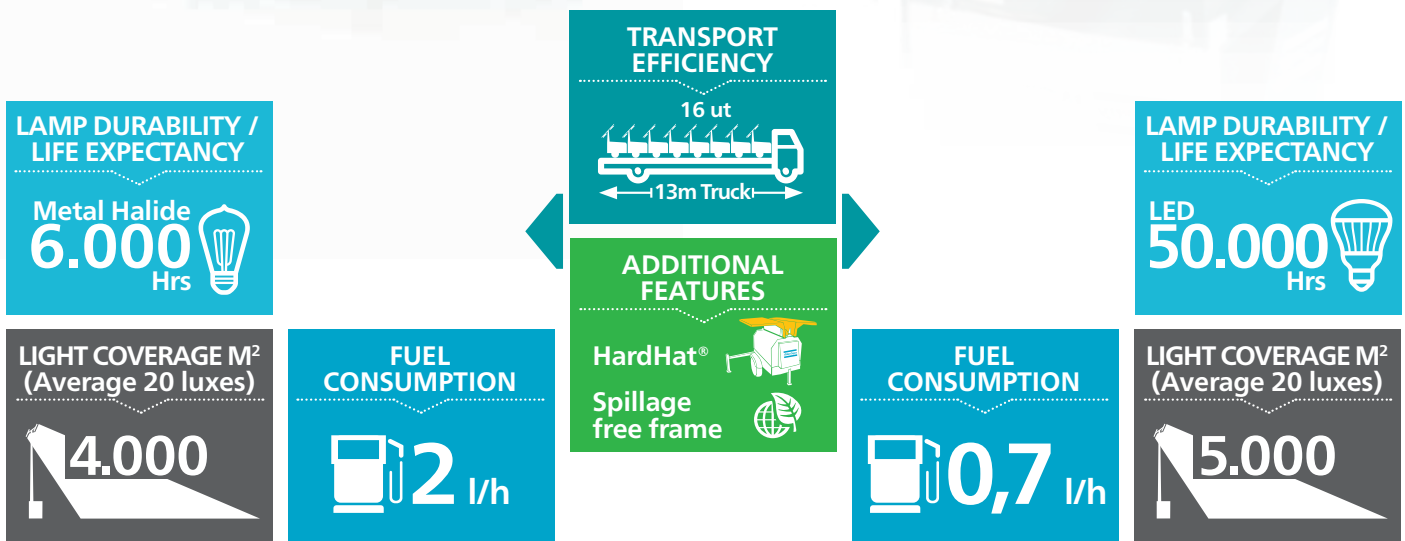 TRANSPORT
EFFICIENCY
16 ut
13m Truck
LAMP DURABILITY /
LIFE EXPECTANCY
Metal Halide
6.000
Hrs
LIGHT COVERAGE M²
(Average 20 luxes)
4.000
FUEL
CONSUMPTION
2 l/h
ADDITIONAL
FEATURES
HardHat®
Spillage
free frame
LAMP DURABILITY /
LIFE EXPECTANCY
LED
50.000
Hrs
FUEL
CONSUMPTION
0,7 l/h
LIGHT COVERAGE M²
(Average 20 luxes)
5.000